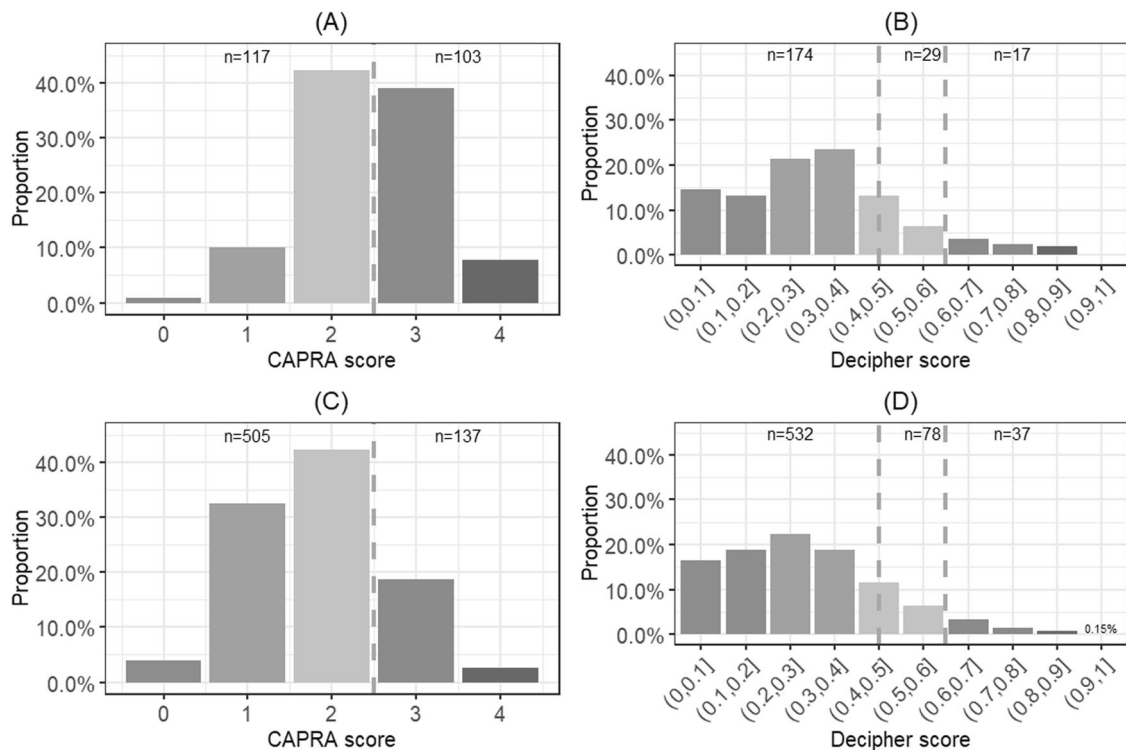 (A)
n=117
n=103
Proportion
40.0%
30.0%
20.0%
10.0%
0.0%
0
1
2
3
4
CAPRA score
(B)
n=174
n=29
n=17
Proportion
40.0%
30.0%
20.0%
10.0%
0.0%
(0,0.1]
(0.1,0.2]
(0.2,0.3]
(0.3,0.4]
(0.4,0.5]
(0.5,0.6]
(0.6,0.7]
(0.7,0.8]
(0.8,0.9]
(0.9,1]
Decipher score
(C)
n=505
n=137
Proportion
40.0%
30.0%
20.0%
10.0%
0.0%
0
1
2
3
4
CAPRA score
(D)
n=532
n=78
n=37
Proportion
40.0%
30.0%
20.0%
10.0%
0.0%
0.15%
(0,0.1]
(0.1,0.2]
(0.2,0.3]
(0.3,0.4]
(0.4,0.5]
(0.5,0.6]
(0.6,0.7]
(0.7,0.8]
(0.8,0.9]
(0.9,1]
Decipher score